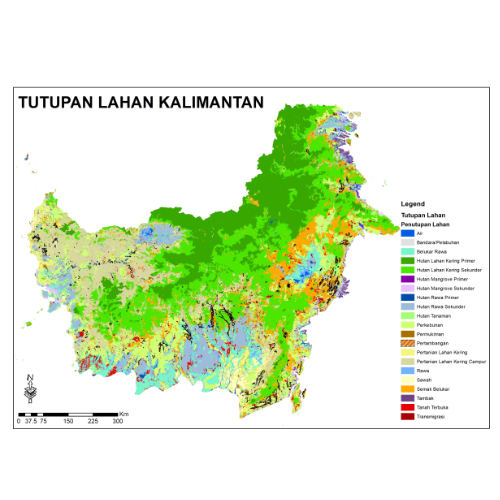 TUTUPAN LAHAN KALIMANTAN
Legend
Tutupan Lahan
Penutupan Lahan
Air
Bandara/Pelabuhan
Belukar Rawa
Hutan Lahan Kering Primer
Hutan Lahan Kering Sekunder
Hutan Mangrove Primer
Hutan Mangrove Sekunder
Hutan Rawa Primer
Hutan Rawa Sekunder
Hutan Tanaman
Perkebunan
Permukiman
Pertambangan
Pertanian Lahan Kering
Pertanian Lahan Kering Campur
Rawa
Sawah
Semak Belukar
Tambak
Tanah Terbuka
Transmigrasi
N
Km
0 37.5 75 150 225 300